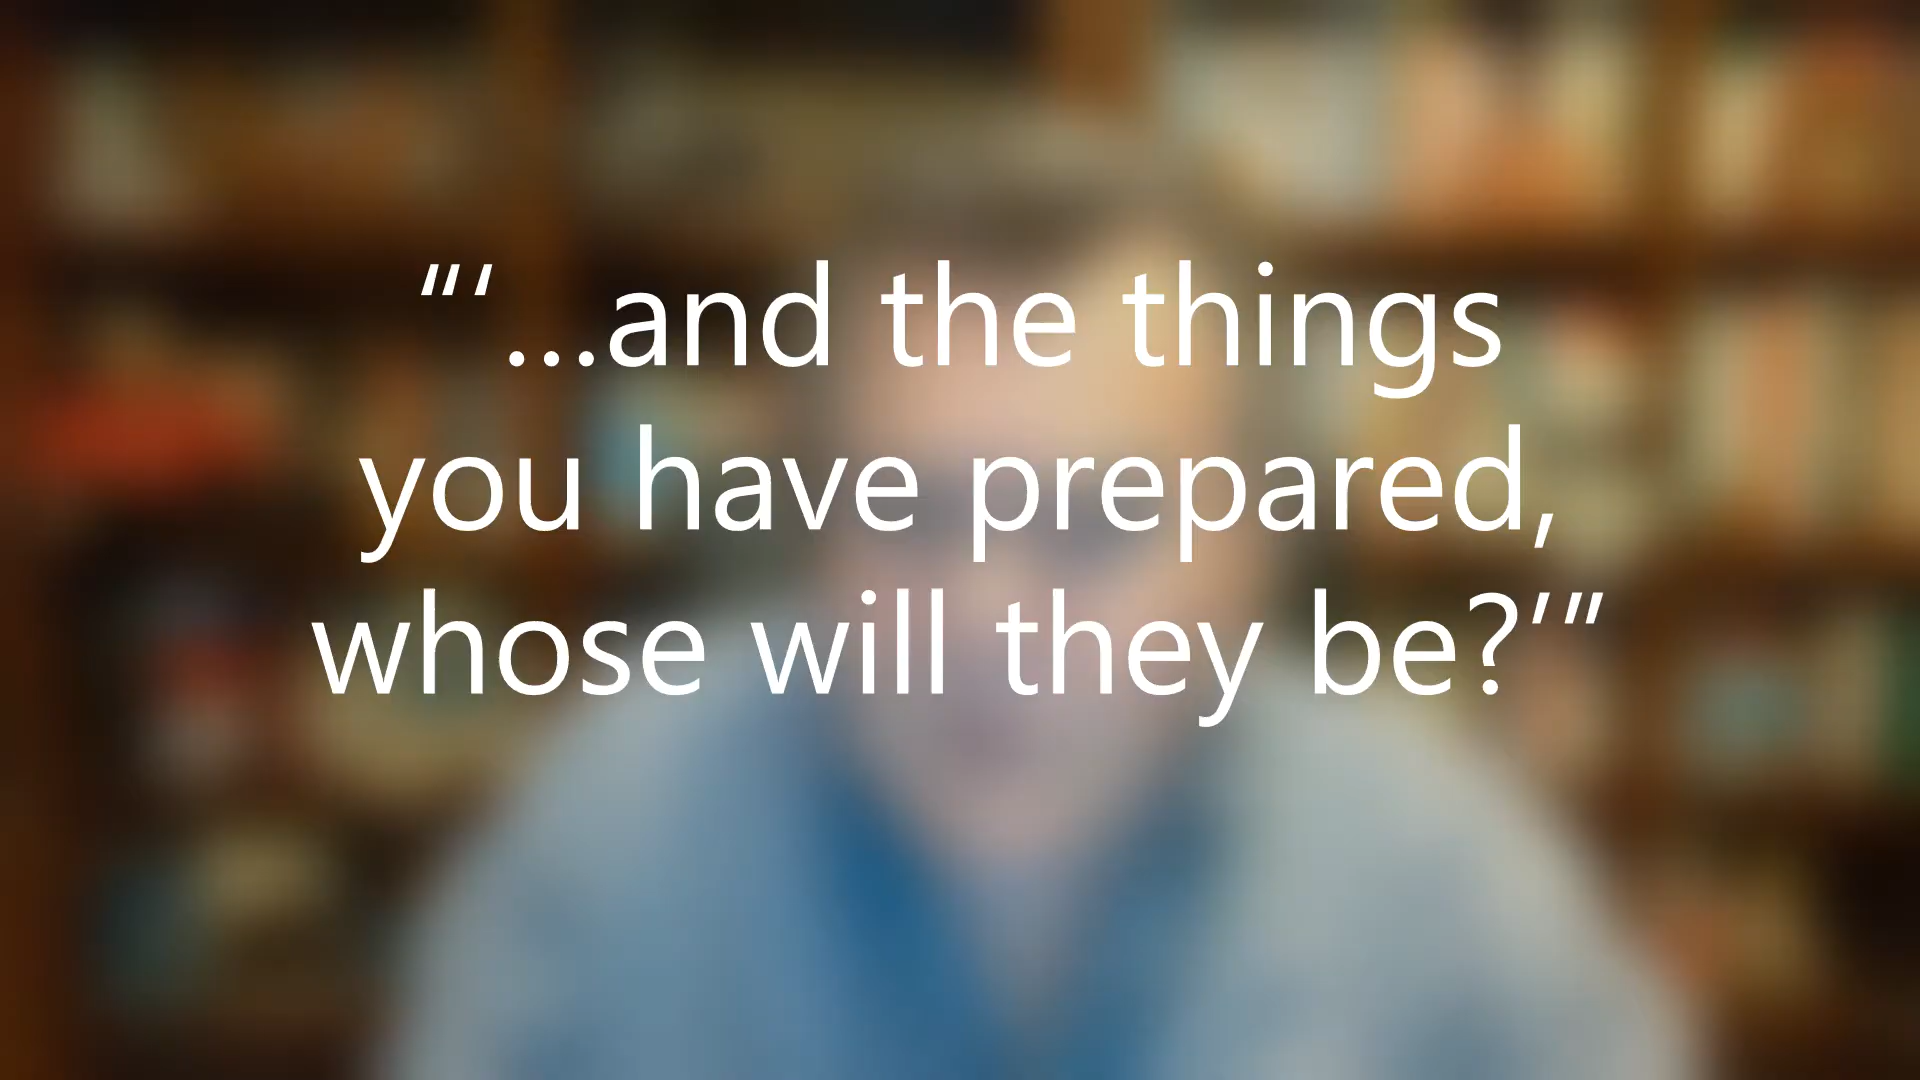 “‘...and the things
you have prepared,
whose will they be?’”